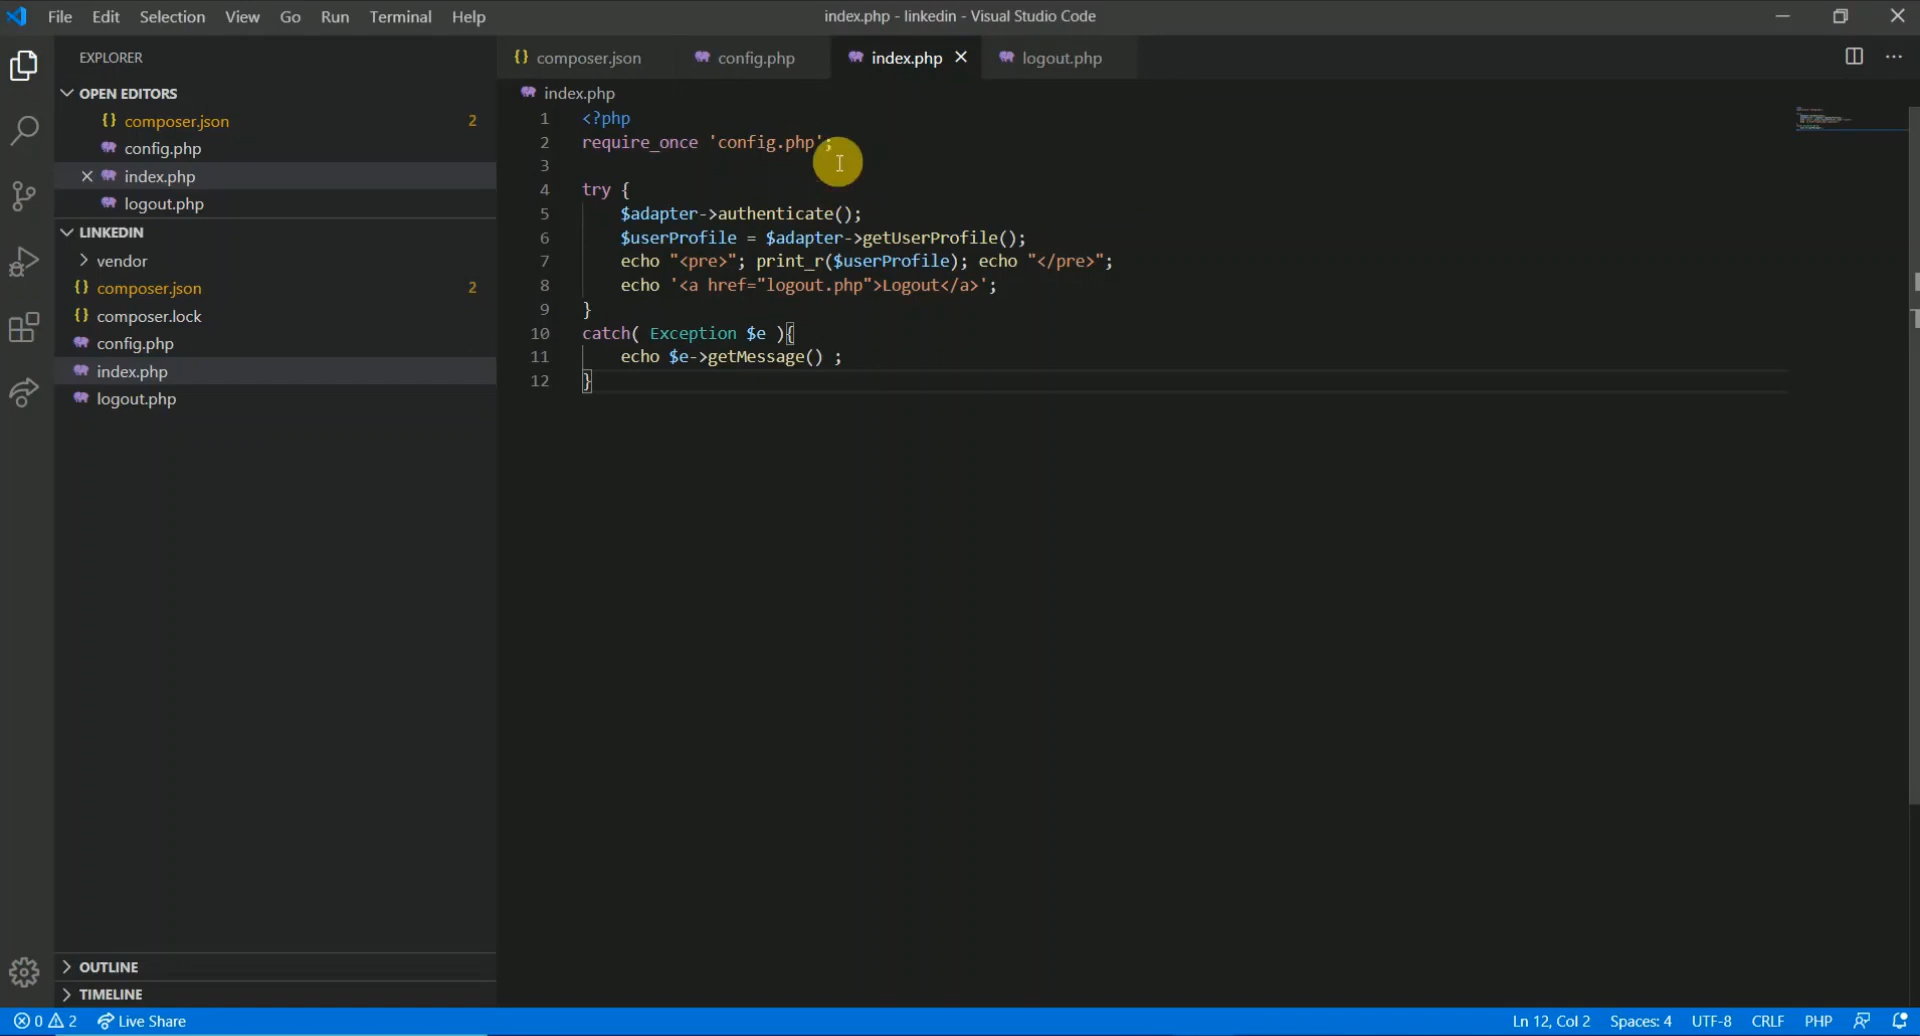 File Edit Selection View Go Run Terminal Help
index.php - linkedin - Visual Studio Code
EXPLORER
OPEN EDITORS
composer.json 2
config.php
index.php
logout.php
LINKEDIN
vendor
composer.json 2
composer.lock
config.php
index.php
logout.php
OUTLINE
TIMELINE
composer.json config.php index.php logout.php
index.php
1 <?php
2 require_once 'config.php';
3
4 try {
5 $adapter->authenticate();
6 $userProfile = $adapter->getUserProfile();
7 echo "<pre>"; print_r($userProfile); echo "</pre>";
8 echo '<a href="logout.php">Logout</a>';
9 }
10 catch( Exception $e ){
11 echo $e->getMessage() ;
12 }
0 2 Live Share
Ln 12, Col 2 Spaces: 4 UTF-8 CRLF PHP